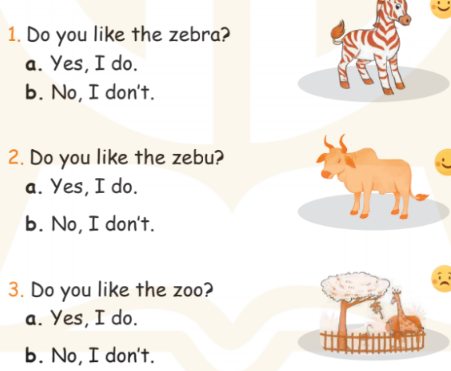 1. Do you like the zebra?
a. Yes, I do.
b. No, I don't.
2. Do you like the zebu?
a. Yes, I do.
b. No, I don't.
3. Do you like the zoo?
a. Yes, I do.
b. No, I don't.